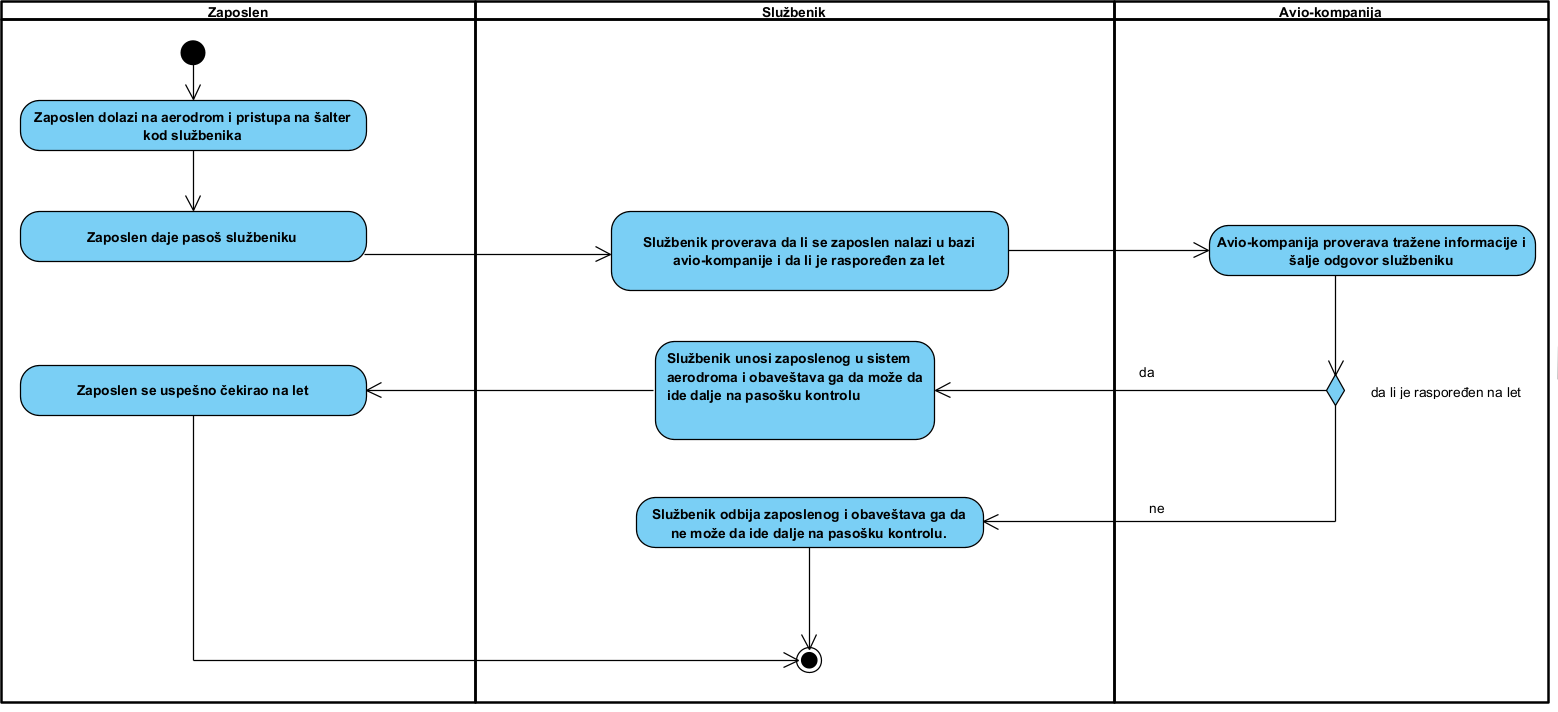 Zaposlen
Službenik
Avio-kompanija
Zaposlen dolazi na aerodrom i pristupa na šalter
kod službenika
Zaposlen daje pasoš službeniku
Službenik proverava da li se zaposlen nalazi u bazi
avio-kompanije i da li je raspoređen za let
Avio-kompanija proverava tražene informacije i
šalje odgovor službeniku
da li je raspoređen na let
da
Službenik unosi zaposlenog u sistem
aerodroma i obaveštava ga da može da
ide dalje na pasošku kontrolu
Zaposlen se uspešno čekirao na let
ne
Službenik odbija zaposlenog i obaveštava ga da
ne može da ide dalje na pasošku kontrolu.